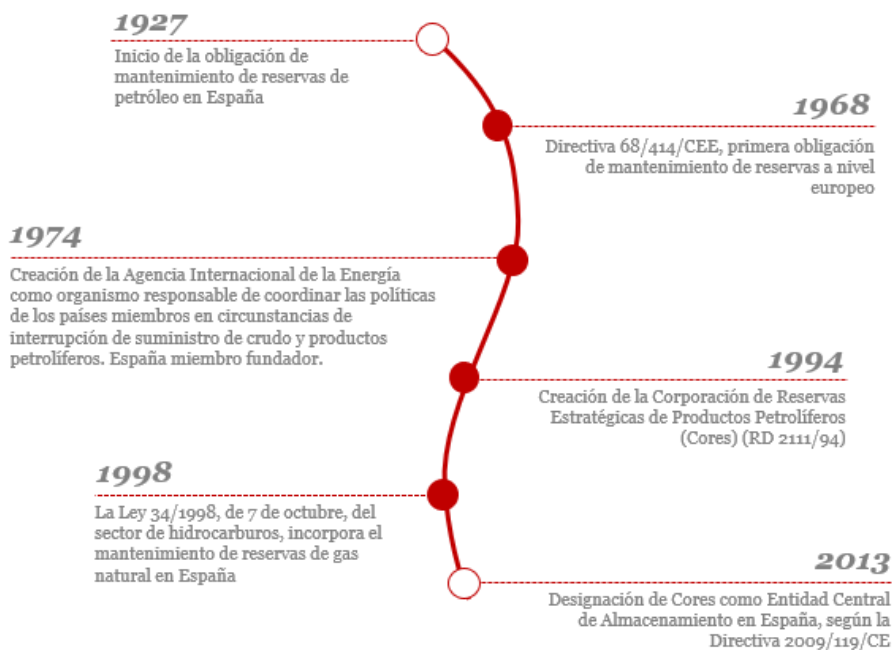 1927
Inicio de la obligación de
mantenimiento de reservas de
petróleo en España
1968
Directiva 68/414/CEE, primera obligación
de mantenimiento de reservas a nivel
europeo
1974
Creación de la Agencia Internacional de la Energía
como organismo responsable de coordinar las políticas
de los países miembros en circunstancias de
interrupción de suministro de crudo y productos
petrolíferos. España miembro fundador.
1994
Creación de la Corporación de Reservas
Estratégicas de Productos Petrolíferos
(Cores) (RD 2111/94)
1998
La Ley 34/1998, de 7 de octubre, del
sector de hidrocarburos, incorpora el
mantenimiento de reservas de gas
natural en España
2013
Designación de Cores como Entidad Central
de Almacenamiento en España, según la
Directiva 2009/119/CE